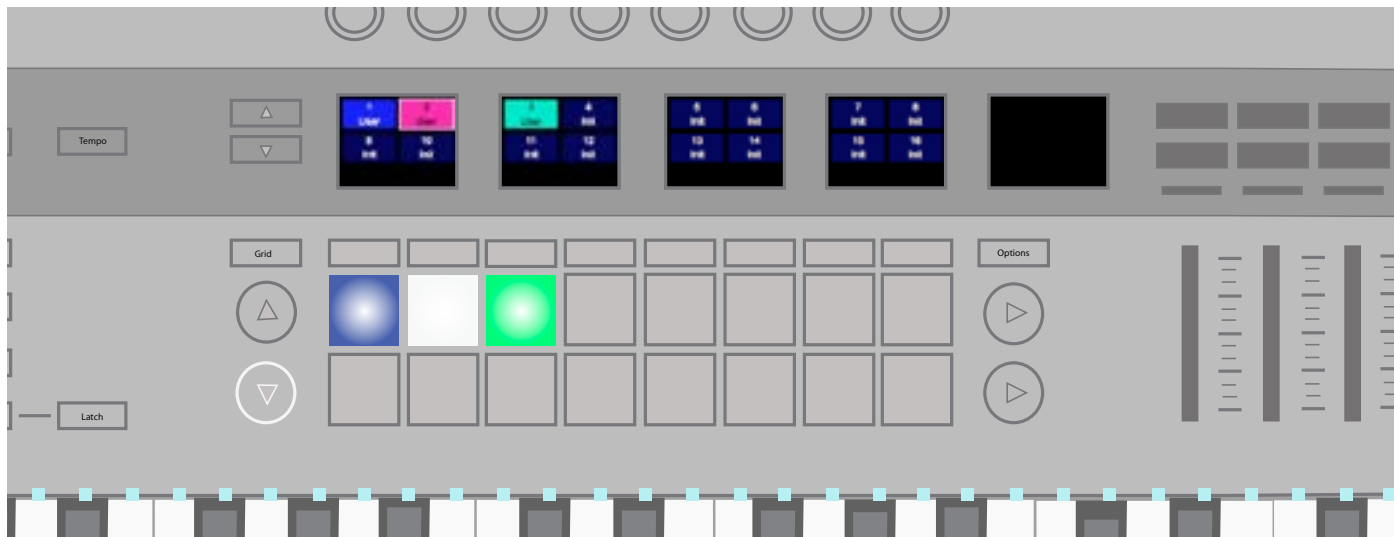 1 2
User User
9 10
Init Init
3 4
User Init
11 12
Init Init
5 6
Init Init
13 14
Init Init
7 8
Init Init
15 16
Init Init
Tempo
Grid
Options
Latch